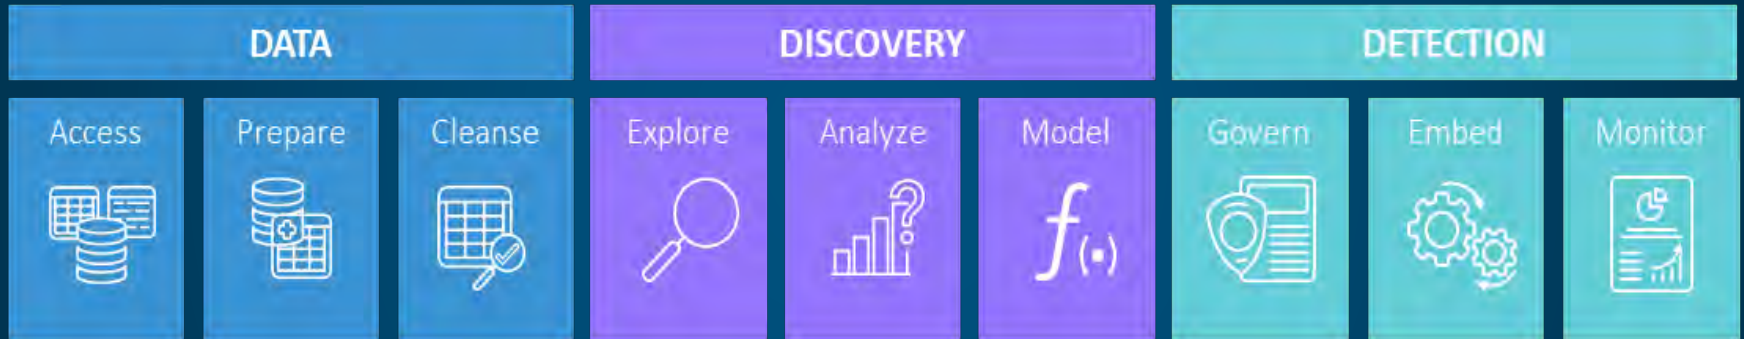 DATA
DISCOVERY
DETECTION
Access
Prepare
Cleanse
Explore
Analyze
Model
Govern
Embed
Monitor
?
f(•)